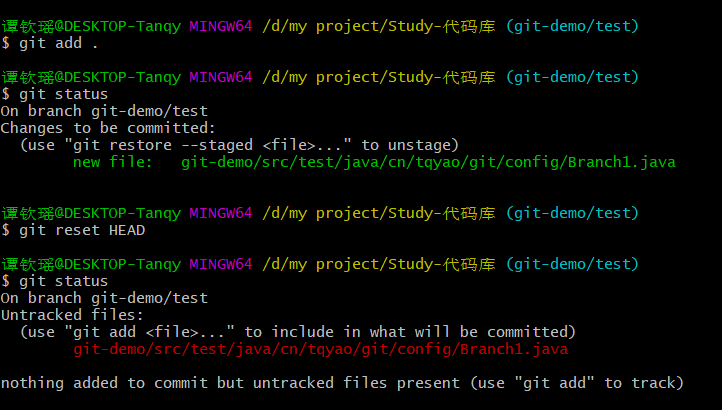 谭钦瑶@DESKTOP-Tanqy MINGW64 /d/my project/Study-代码库 (git-demo/test)
$ git add .
谭钦瑶@DESKTOP-Tanqy MINGW64 /d/my project/Study-代码库 (git-demo/test)
$ git status
On branch git-demo/test
Changes to be committed:
  (use "git restore --staged <file>..." to unstage)
        new file:   git-demo/src/test/java/cn/tqyao/git/config/Branch1.java
谭钦瑶@DESKTOP-Tanqy MINGW64 /d/my project/Study-代码库 (git-demo/test)
$ git reset HEAD
谭钦瑶@DESKTOP-Tanqy MINGW64 /d/my project/Study-代码库 (git-demo/test)
$ git status
On branch git-demo/test
Untracked files:
  (use "git add <file>..." to include in what will be committed)
        git-demo/src/test/java/cn/tqyao/git/config/Branch1.java
nothing added to commit but untracked files present (use "git add" to track)